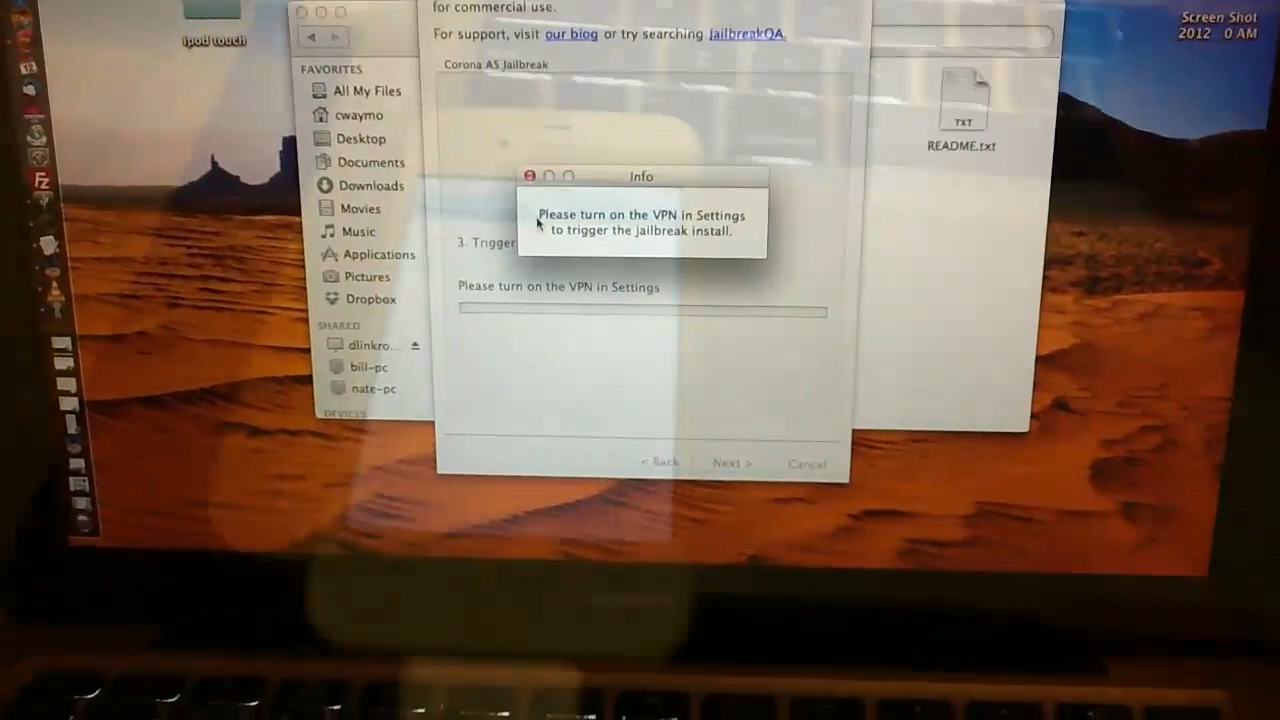 for commercial use.
For support, visit our blog or try searching JailbreakQA.
Corona A5 Jailbreak
Info
Please turn on the VPN in Settings
to trigger the jailbreak install.
3. Trigger
Please turn on the VPN in Settings
< Back
Next >
Cancel
ipod touch
FAVORITES
All My Files
cwaymo
Desktop
Documents
Downloads
Movies
Music
Applications
Pictures
Dropbox
SHARED
dlinkro...
bill-pc
nate-pc
DEVICES
TXT
README.txt
Screen Shot
2012 0 AM
12
FZ